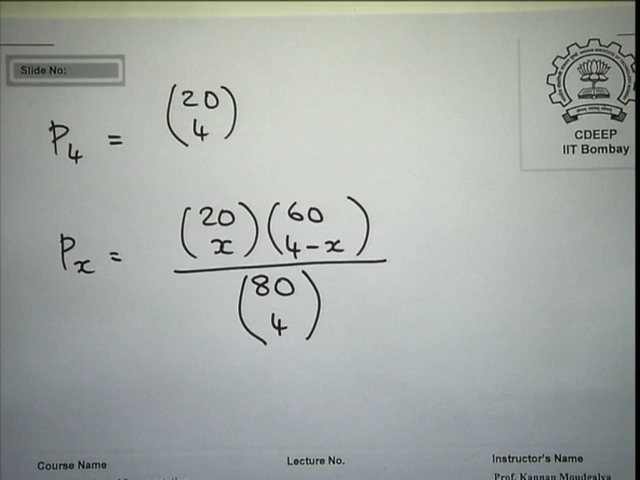 Slide No:
CDEEP
IIT Bombay
P₄ = (20 4)
Pₓ = (20 x)(60 4-x)
(80 4)
Course Name
Lecture No.
Instructor's Name
Prof. Kannan Moudgalya